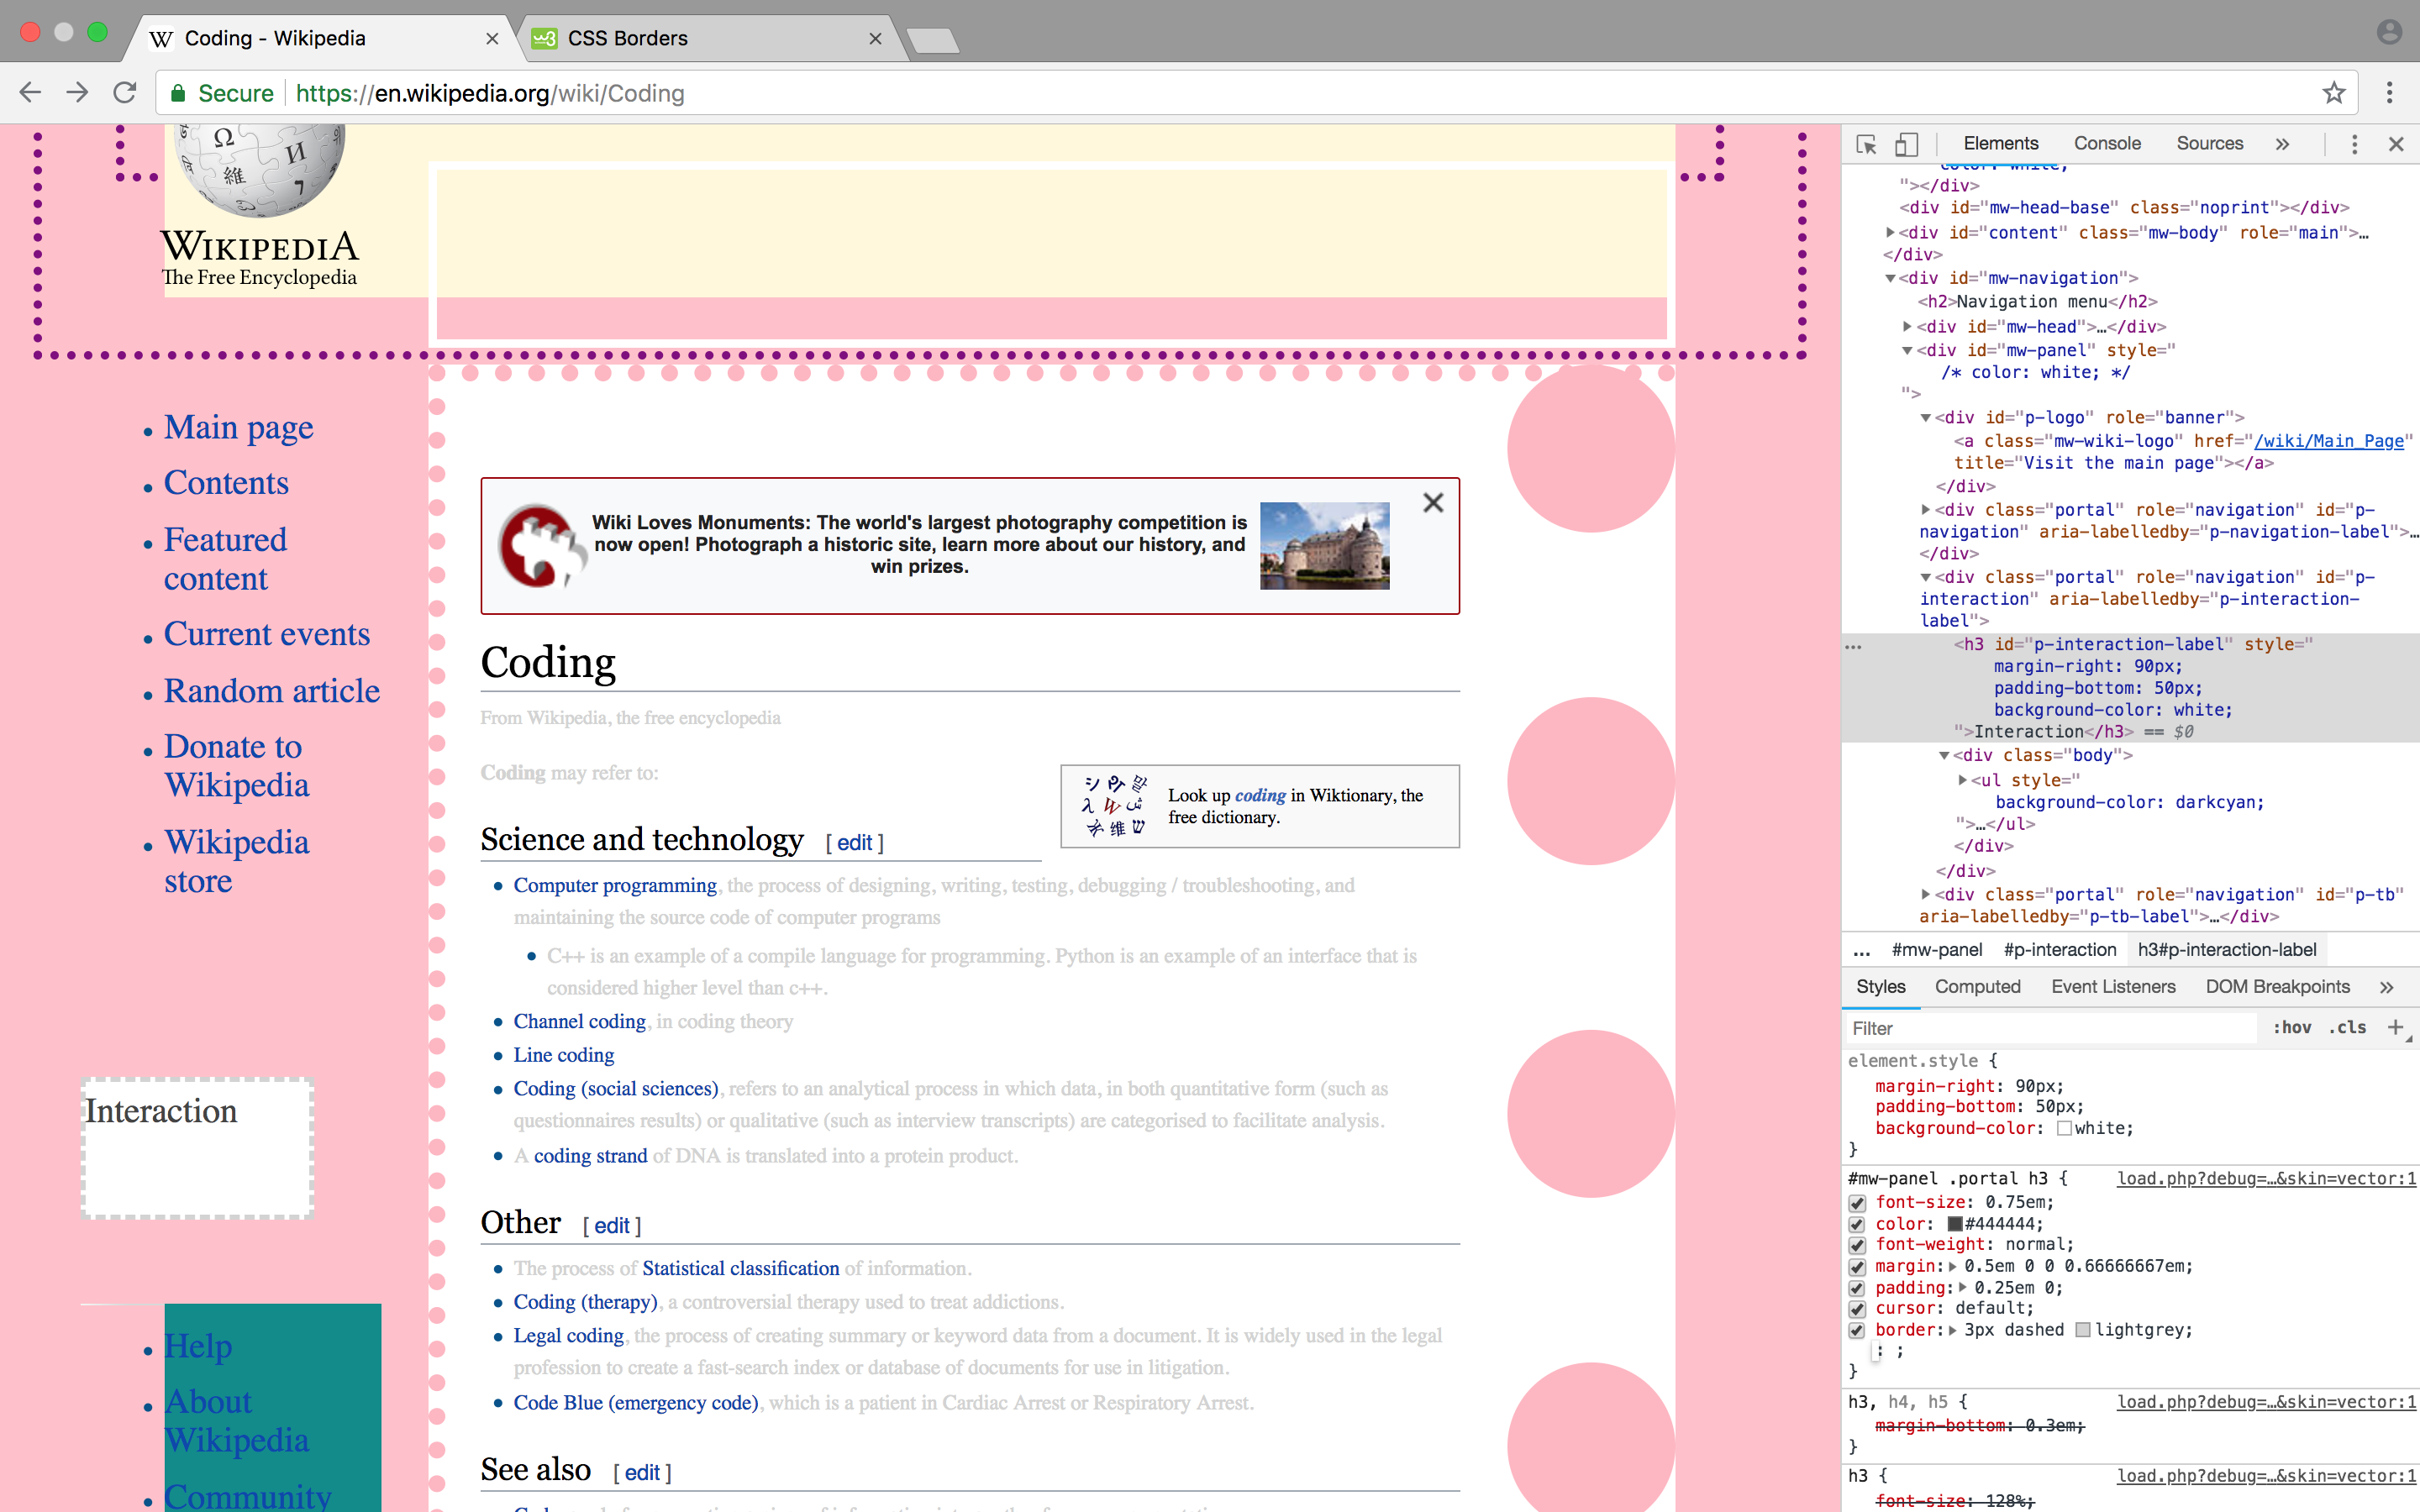 Coding - Wikipedia
CSS Borders
Secure
https://en.wikipedia.org/wiki/Coding
WIKIPEDIA
The Free Encyclopedia
Main page
Contents
Featured
content
Current events
Random article
Donate to
Wikipedia
Wikipedia
store
Interaction
Help
About
Wikipedia
Community
Wiki Loves Monuments: The world's largest photography competition is
now open! Photograph a historic site, learn more about our history, and
win prizes.
Coding
From Wikipedia, the free encyclopedia
Coding may refer to:
Look up coding in Wiktionary, the
free dictionary.
Science and technology [ edit ]
Computer programming, the process of designing, writing, testing, debugging / troubleshooting, and
maintaining the source code of computer programs
C++ is an example of a compile language for programming. Python is an example of an interface that is
considered higher level than c++.
Channel coding, in coding theory
Line coding
Coding (social sciences), refers to an analytical process in which data, in both quantitative form (such as
questionnaires results) or qualitative (such as interview transcripts) are categorised to facilitate analysis.
A coding strand of DNA is translated into a protein product.
Other [ edit ]
The process of Statistical classification of information.
Coding (therapy), a controversial therapy used to treat addictions.
Legal coding, the process of creating summary or keyword data from a document. It is widely used in the legal
profession to create a fast-search index or database of documents for use in litigation.
Code Blue (emergency code), which is a patient in Cardiac Arrest or Respiratory Arrest.
See also [ edit ]
Elements Console Sources »
color: white;
"></div>
<div id="mw-head-base" class="noprint"></div>
<div id="content" class="mw-body" role="main">…
</div>
<div id="mw-navigation">
<h2>Navigation menu</h2>
<div id="mw-head">…</div>
<div id="mw-panel" style="
/* color: white; */
">
<div id="p-logo" role="banner">
<a class="mw-wiki-logo" href="/wiki/Main_Page"
title="Visit the main page"></a>
</div>
<div class="portal" role="navigation" id="p-
navigation" aria-labelledby="p-navigation-label">…
</div>
<div class="portal" role="navigation" id="p-
interaction" aria-labelledby="p-interaction-
label">
<h3 id="p-interaction-label" style="
margin-right: 90px;
padding-bottom: 50px;
background-color: white;
">Interaction</h3> == $0
<div class="body">
<ul style="
background-color: darkcyan;
">…</ul>
</div>
</div>
<div class="portal" role="navigation" id="p-tb"
aria-labelledby="p-tb-label">…</div>
... #mw-panel #p-interaction h3#p-interaction-label
Styles Computed Event Listeners DOM Breakpoints »
Filter :hov .cls +
element.style {
margin-right: 90px;
padding-bottom: 50px;
background-color: white;
}
#mw-panel .portal h3 { load.php?debug=…&skin=vector:1
font-size: 0.75em;
color: #444444;
font-weight: normal;
margin: 0.5em 0 0 0.66666667em;
padding: 0.25em 0;
cursor: default;
border: 3px dashed lightgrey;
: ;
}
h3, h4, h5 { load.php?debug=…&skin=vector:1
margin-bottom: 0.3em;
}
h3 { load.php?debug=…&skin=vector:1
font-size: 128%;